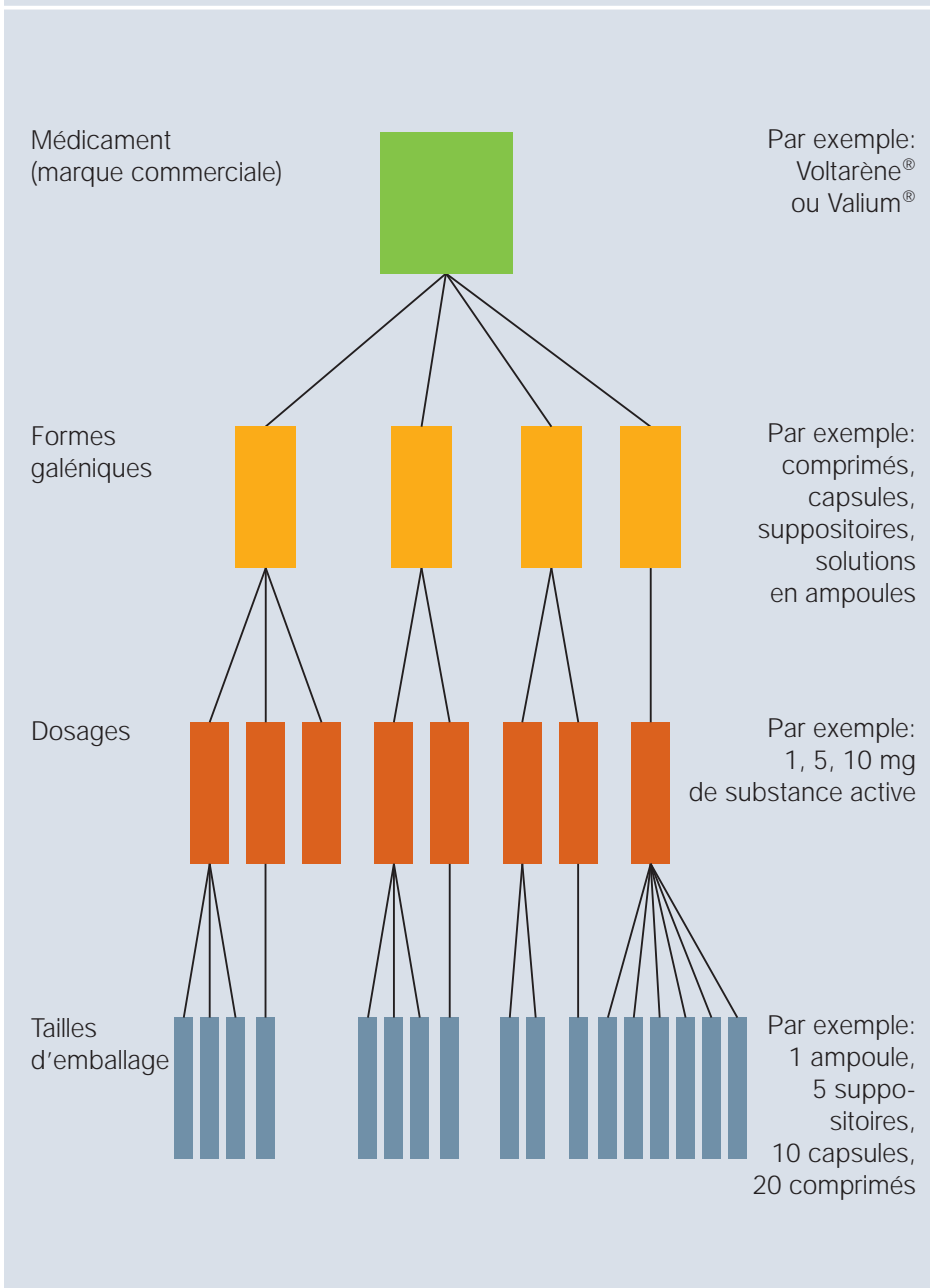 Médicament
(marque commerciale)
Par exemple:
Voltarène®
ou Valium®
Formes
galéniques
Par exemple:
comprimés,
capsules,
suppositoires,
solutions
en ampoules
Dosages
Par exemple:
1, 5, 10 mg
de substance active
Tailles
d’emballage
Par exemple:
1 ampoule,
5 suppo-
sitoires,
10 capsules,
20 comprimés